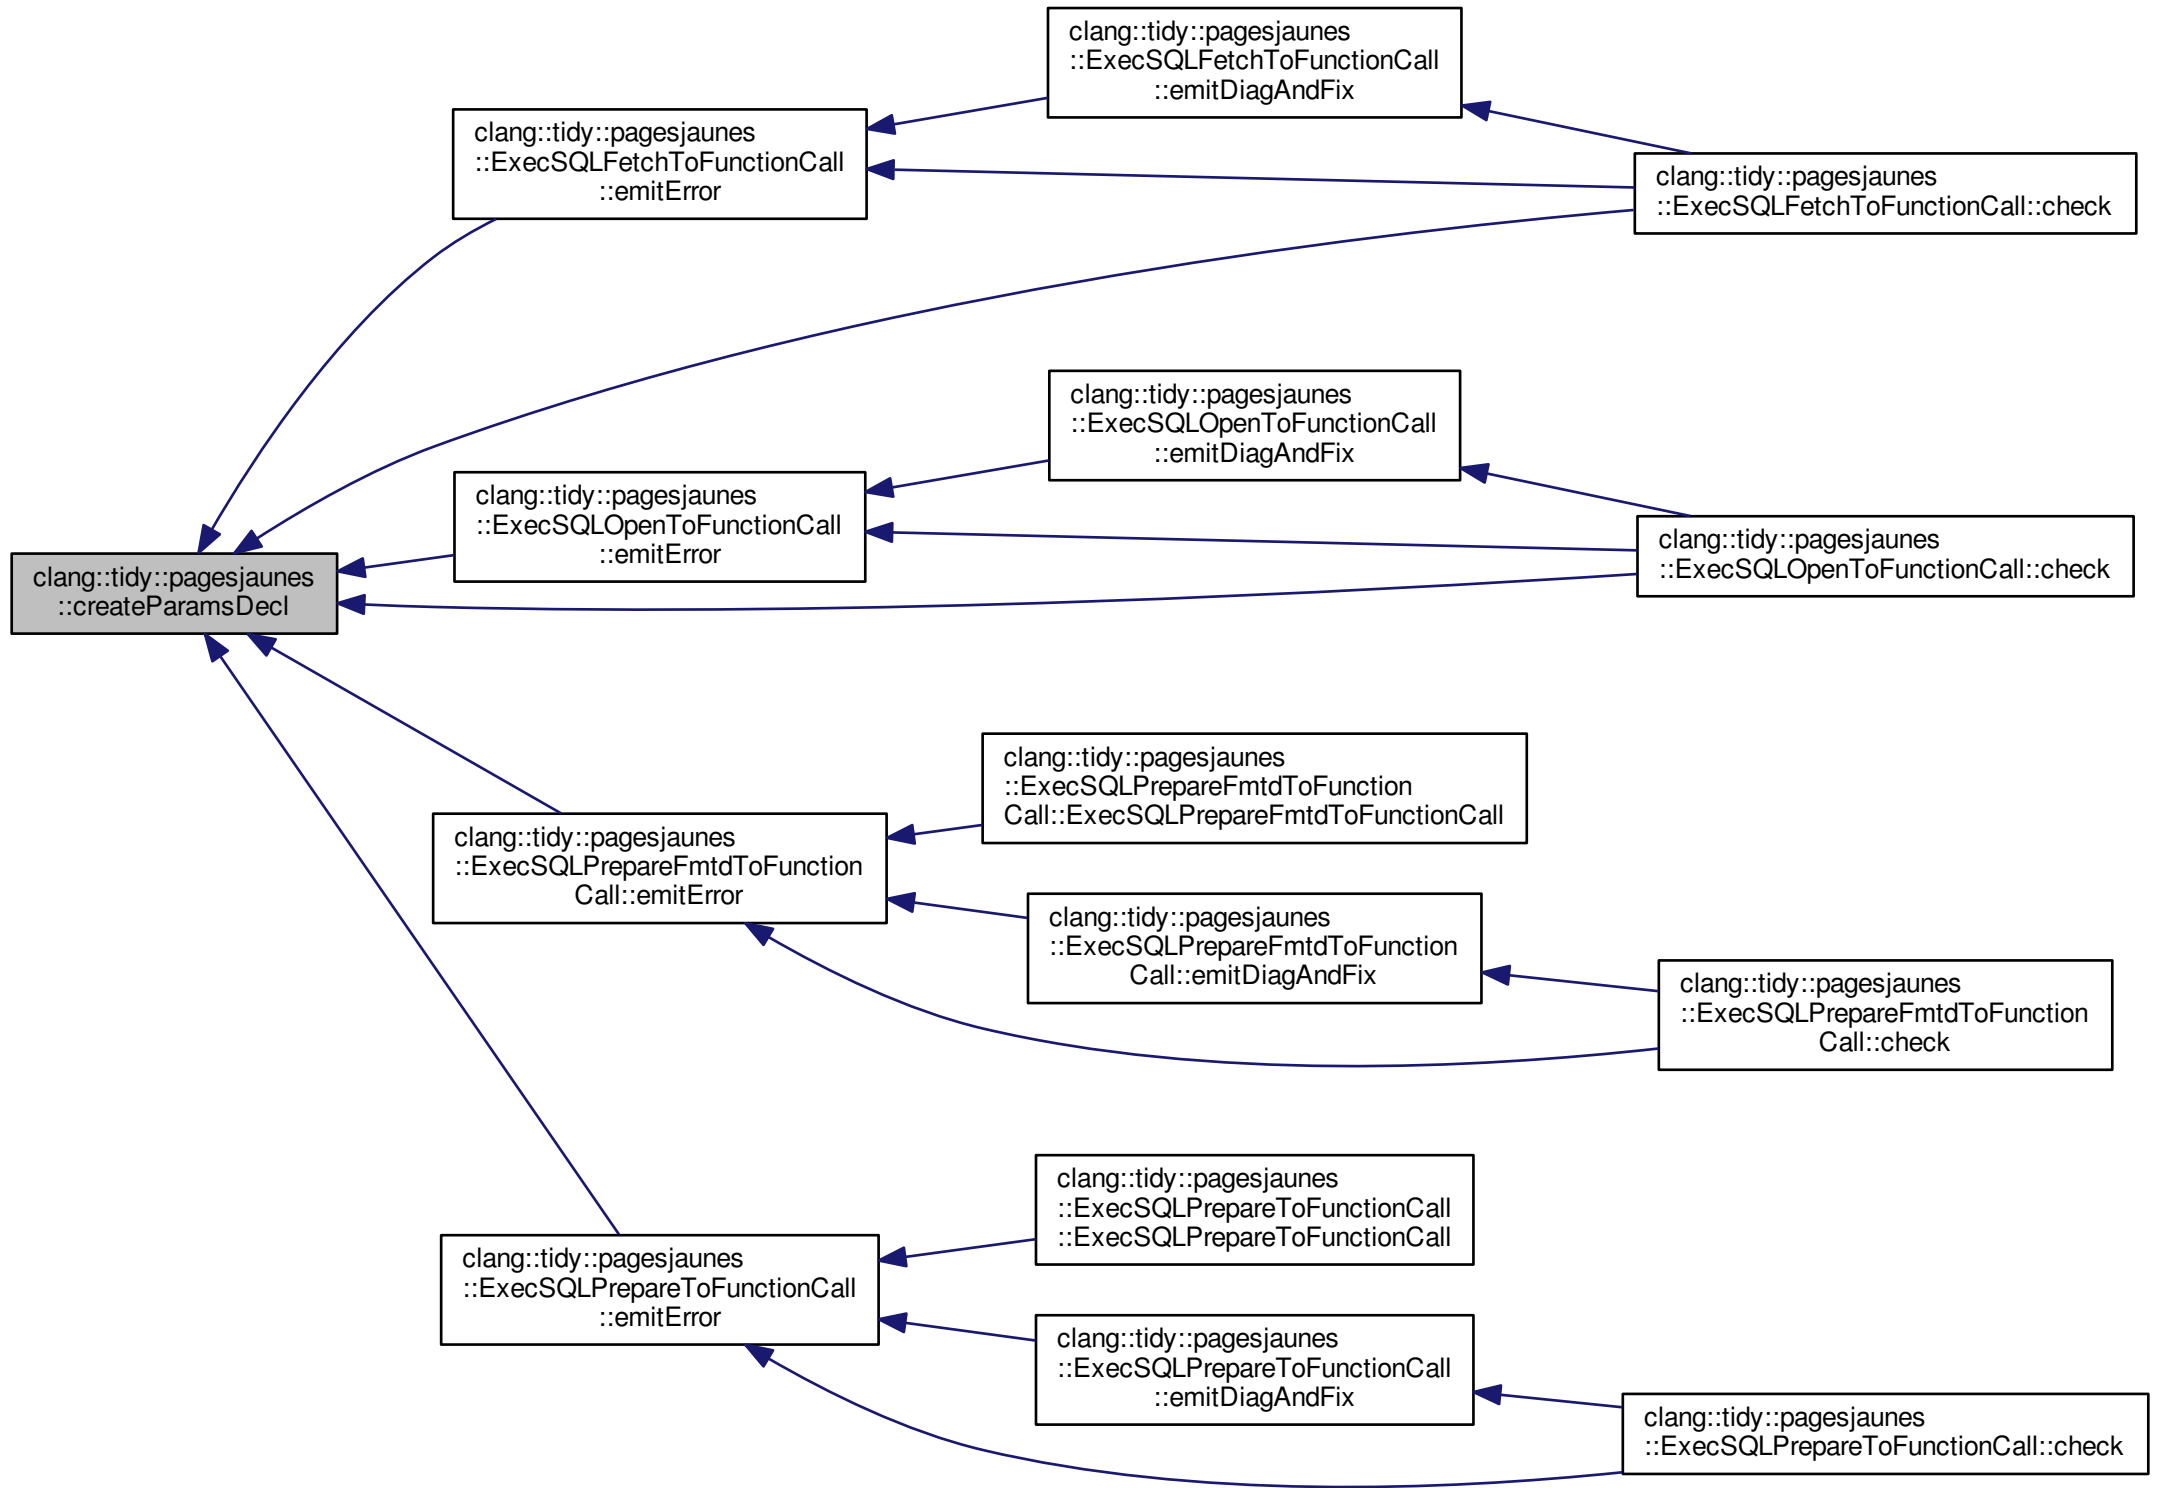 clang::tidy::pagesjaunes
::ExecSQLFetchToFunctionCall
::emitDiagAndFix
clang::tidy::pagesjaunes
::ExecSQLFetchToFunctionCall
::emitError
clang::tidy::pagesjaunes
::ExecSQLFetchToFunctionCall::check
clang::tidy::pagesjaunes
::ExecSQLOpenToFunctionCall
::emitDiagAndFix
clang::tidy::pagesjaunes
::ExecSQLOpenToFunctionCall
::emitError
clang::tidy::pagesjaunes
::ExecSQLOpenToFunctionCall::check
clang::tidy::pagesjaunes
::createParamsDecl
clang::tidy::pagesjaunes
::ExecSQLPrepareFmtdToFunction
Call::ExecSQLPrepareFmtdToFunctionCall
clang::tidy::pagesjaunes
::ExecSQLPrepareFmtdToFunction
Call::emitError
clang::tidy::pagesjaunes
::ExecSQLPrepareFmtdToFunction
Call::emitDiagAndFix
clang::tidy::pagesjaunes
::ExecSQLPrepareFmtdToFunction
Call::check
clang::tidy::pagesjaunes
::ExecSQLPrepareToFunctionCall
::ExecSQLPrepareToFunctionCall
clang::tidy::pagesjaunes
::ExecSQLPrepareToFunctionCall
::emitError
clang::tidy::pagesjaunes
::ExecSQLPrepareToFunctionCall
::emitDiagAndFix
clang::tidy::pagesjaunes
::ExecSQLPrepareToFunctionCall::check